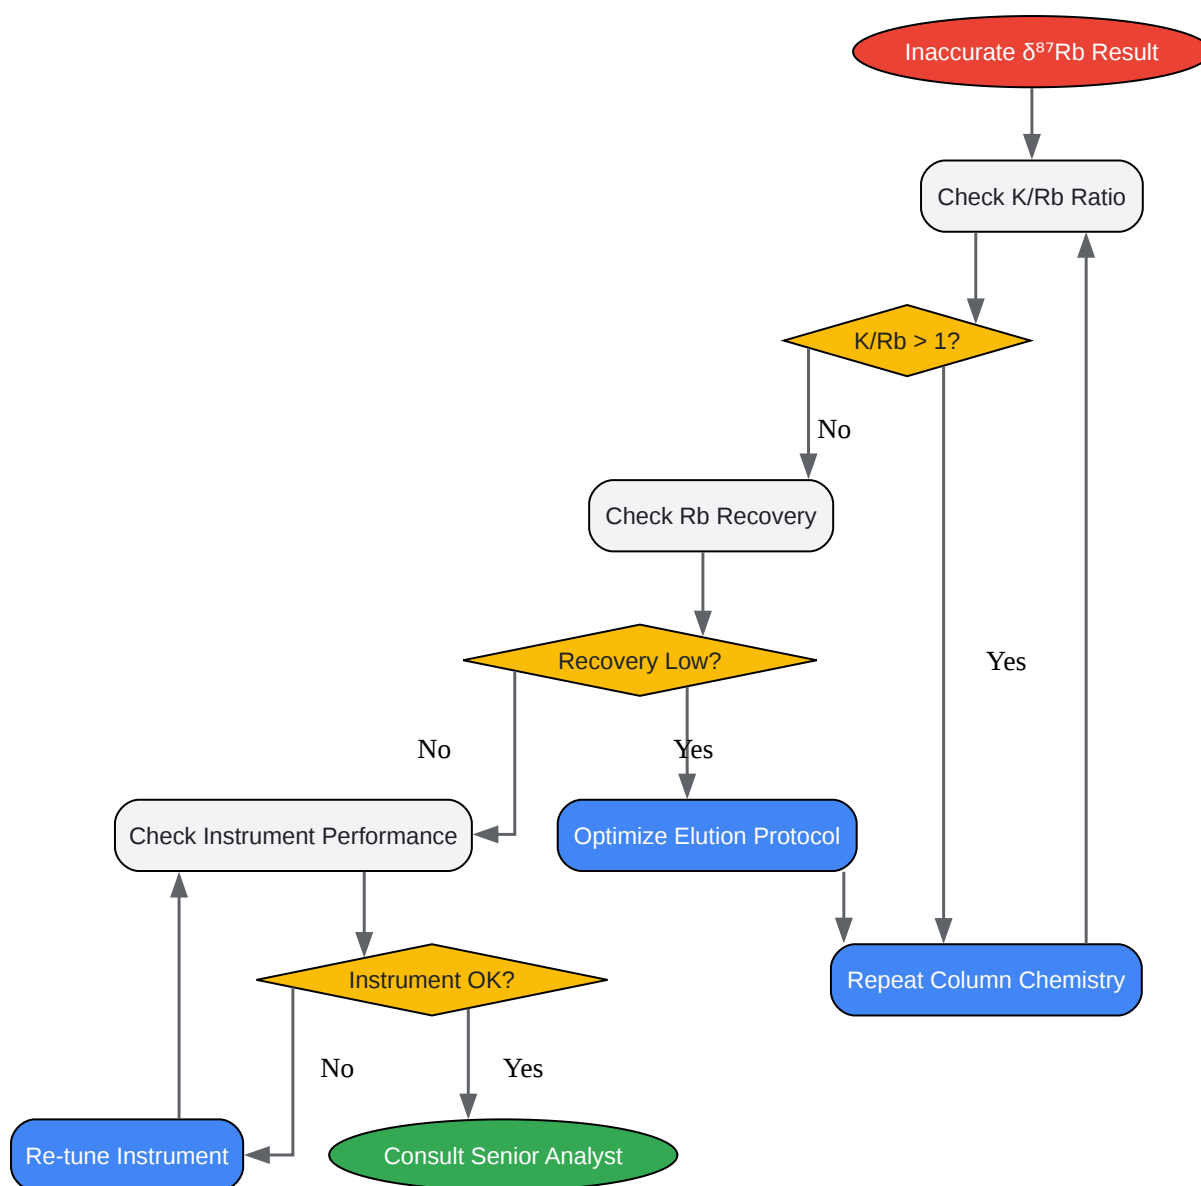 Inaccurate δ⁸⁷Rb Result
Check K/Rb Ratio
K/Rb > 1?
No
Check Rb Recovery
Recovery Low?
Yes
No
Yes
Check Instrument Performance
Optimize Elution Protocol
Instrument OK?
Repeat Column Chemistry
No
Yes
Re-tune Instrument
Consult Senior Analyst